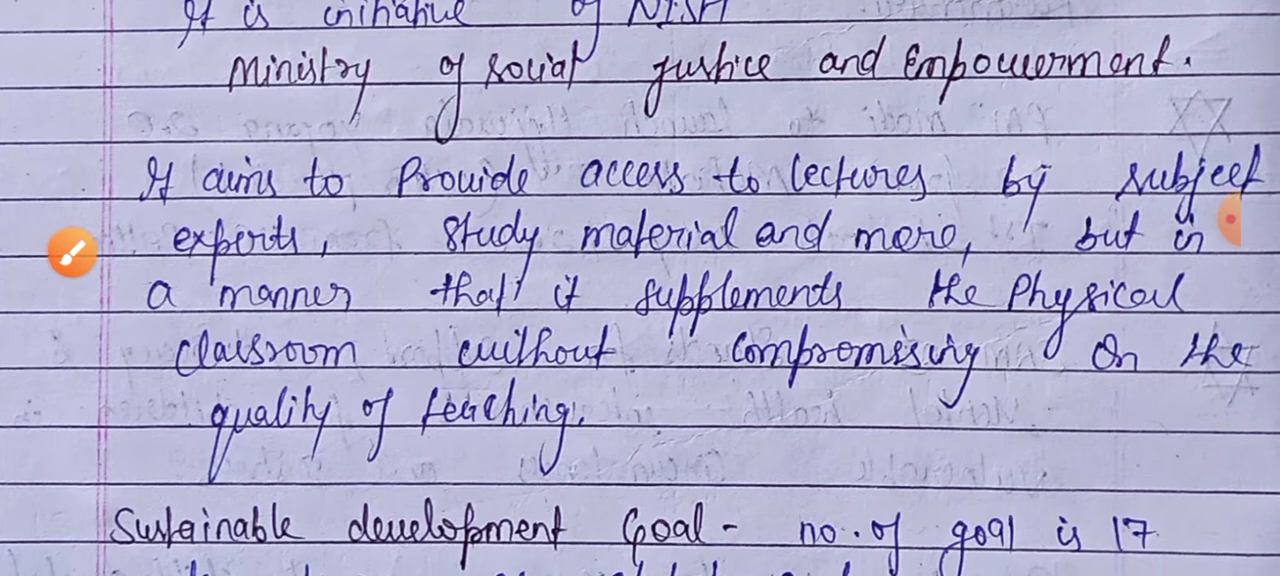 It is initiative of NISH
Ministry of social justice and Empowerment.
It aims to Provide access to lectures by subject
experts, study material and more, but in
a manner that it supplements the Physical
classroom without compromising on the
quality of teaching.
Sustainable development Goal - no. of goal is 17